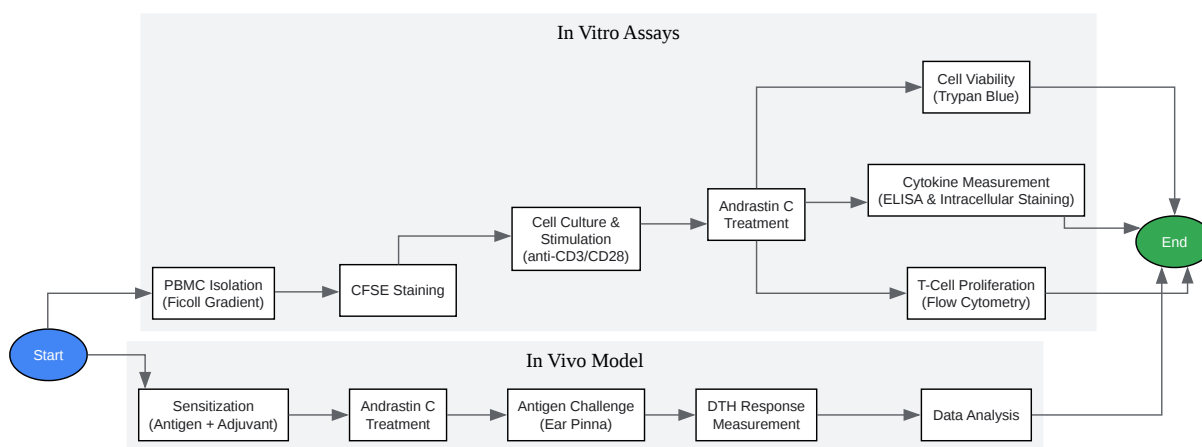 In Vitro Assays
Cell Viability
(Trypan Blue)
Cytokine Measurement
(ELISA & Intracellular Staining)
Andrastin C
Treatment
Cell Culture &
Stimulation
(anti-CD3/CD28)
End
PBMC Isolation
(Ficoll Gradient)
CFSE Staining
T-Cell Proliferation
(Flow Cytometry)
Start
In Vivo Model
Sensitization
(Antigen + Adjuvant)
Andrastin C
Treatment
Antigen Challenge
(Ear Pinna)
DTH Response
Measurement
Data Analysis